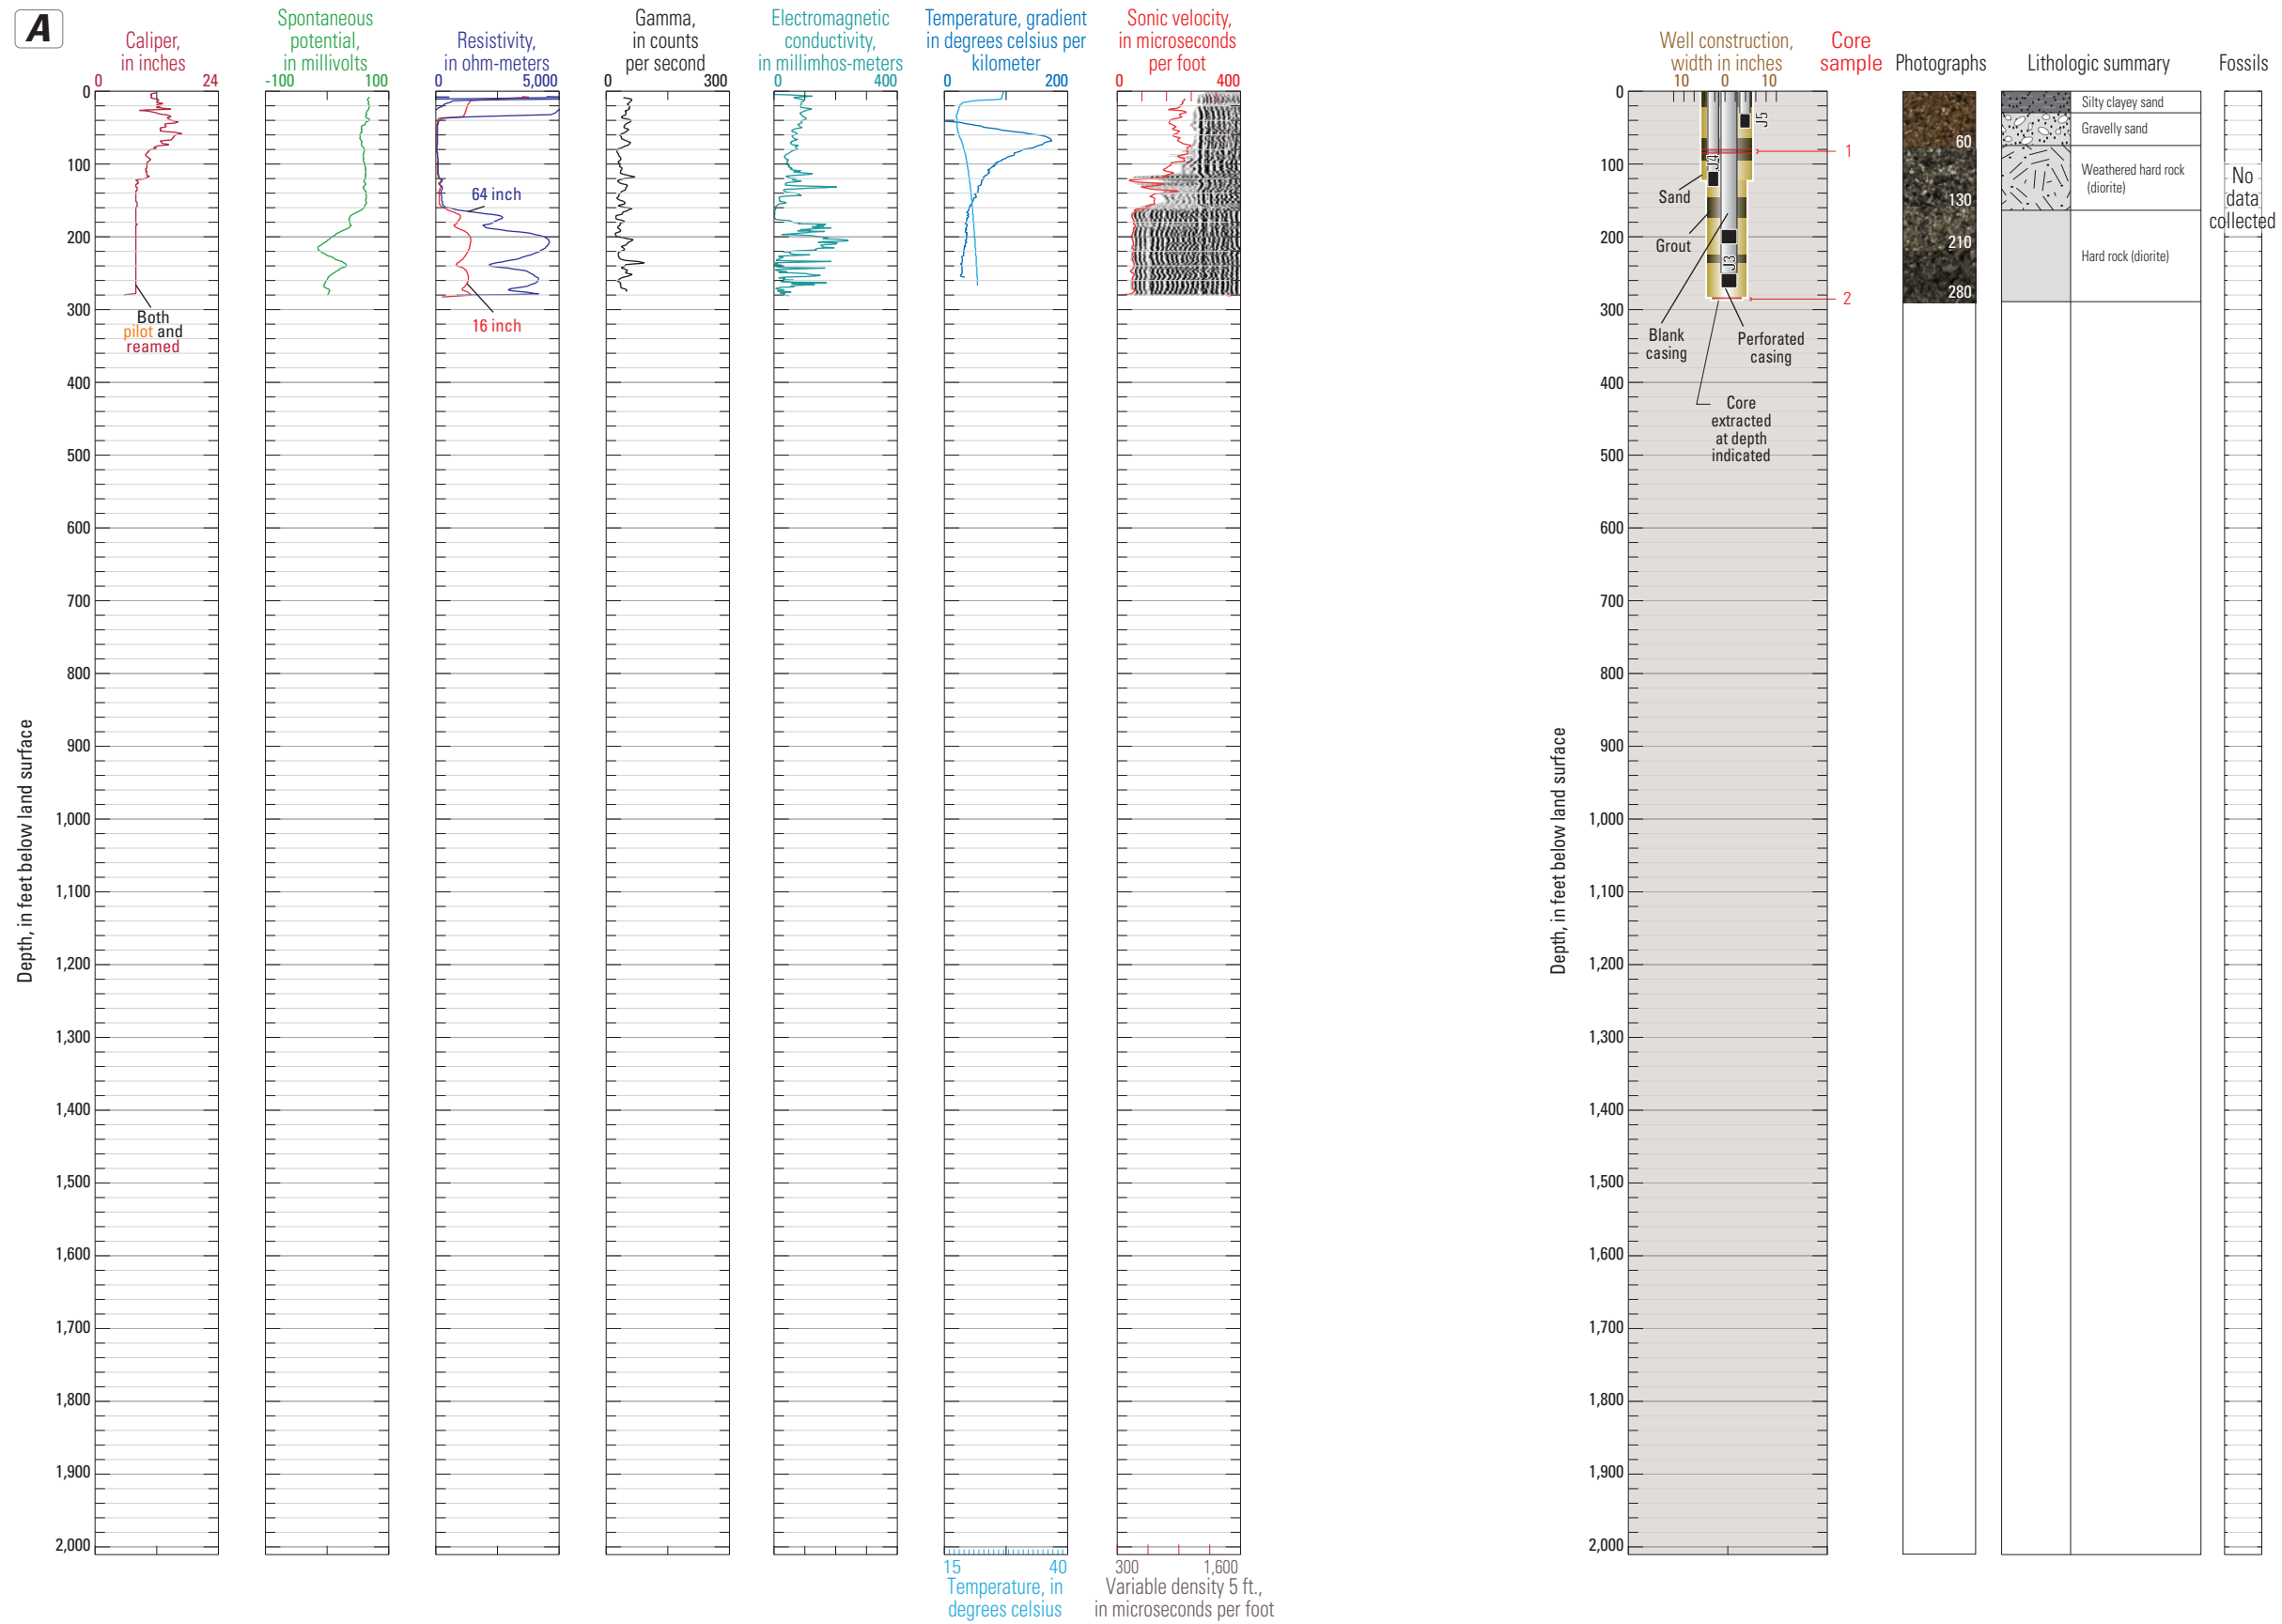 A
Caliper,
in inches
0 24
Spontaneous
potential,
in millivolts
-100 100
Resistivity,
in ohm-meters
0 5,000
Gamma,
in counts
per second
0 300
Electromagnetic
conductivity,
in millimhos-meters
0 400
Temperature, gradient
in degrees celsius per
kilometer
0 200
Sonic velocity,
in microseconds
per foot
0 400
Well construction,
width in inches
10 0 10
Core
sample
Photographs
Lithologic summary
Fossils
Depth, in feet below land surface
0
100
200
300
400
500
600
700
800
900
1,000
1,100
1,200
1,300
1,400
1,500
1,600
1,700
1,800
1,900
2,000
Both
pilot and
reamed
64 inch
16 inch
15 40
Temperature, in
degrees celsius
300 1,600
Variable density 5 ft.,
in microseconds per foot
Depth, in feet below land surface
0
100
200
300
400
500
600
700
800
900
1,000
1,100
1,200
1,300
1,400
1,500
1,600
1,700
1,800
1,900
2,000
J5
J4
J3
1
2
Sand
Grout
Blank
casing
Perforated
casing
Core
extracted
at depth
indicated
60
130
210
280
Silty clayey sand
Gravelly sand
Weathered hard rock
(diorite)
Hard rock (diorite)
No
data
collected